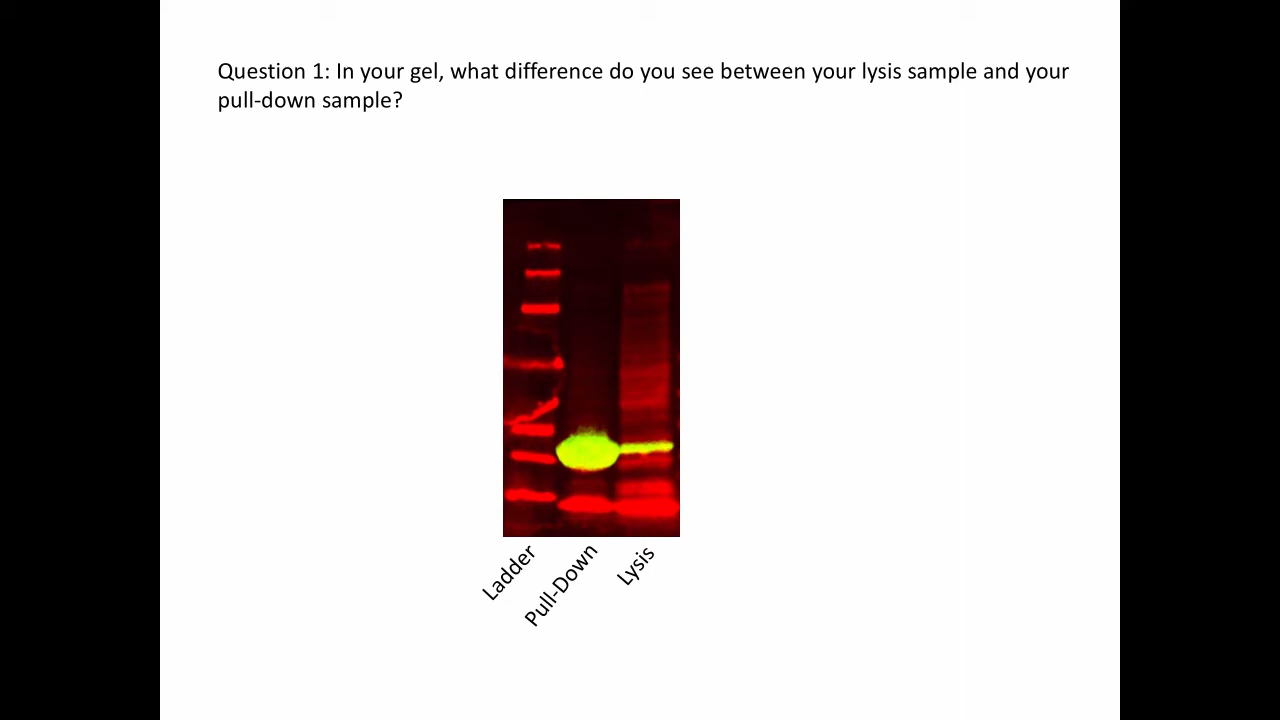 Question 1: In your gel, what difference do you see between your lysis sample and your
pull-down sample?
Ladder
Pull-Down
Lysis